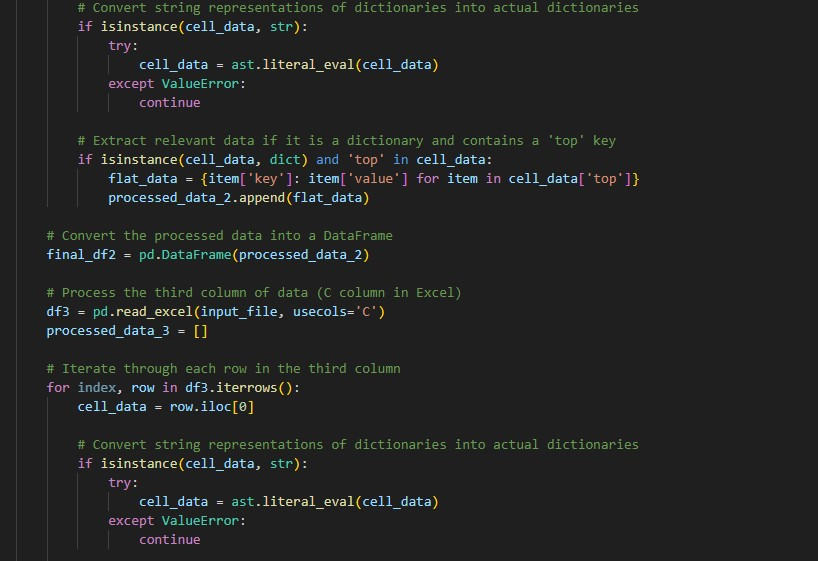 # Convert string representations of dictionaries into actual dictionaries
if isinstance(cell_data, str):
try:
cell_data = ast.literal_eval(cell_data)
except ValueError:
continue
# Extract relevant data if it is a dictionary and contains a 'top' key
if isinstance(cell_data, dict) and 'top' in cell_data:
flat_data = {item['key']: item['value'] for item in cell_data['top']}
processed_data_2.append(flat_data)
# Convert the processed data into a DataFrame
final_df2 = pd.DataFrame(processed_data_2)
# Process the third column of data (C column in Excel)
df3 = pd.read_excel(input_file, usecols='C')
processed_data_3 = []
# Iterate through each row in the third column
for index, row in df3.iterrows():
cell_data = row.iloc[0]
# Convert string representations of dictionaries into actual dictionaries
if isinstance(cell_data, str):
try:
cell_data = ast.literal_eval(cell_data)
except ValueError:
continue